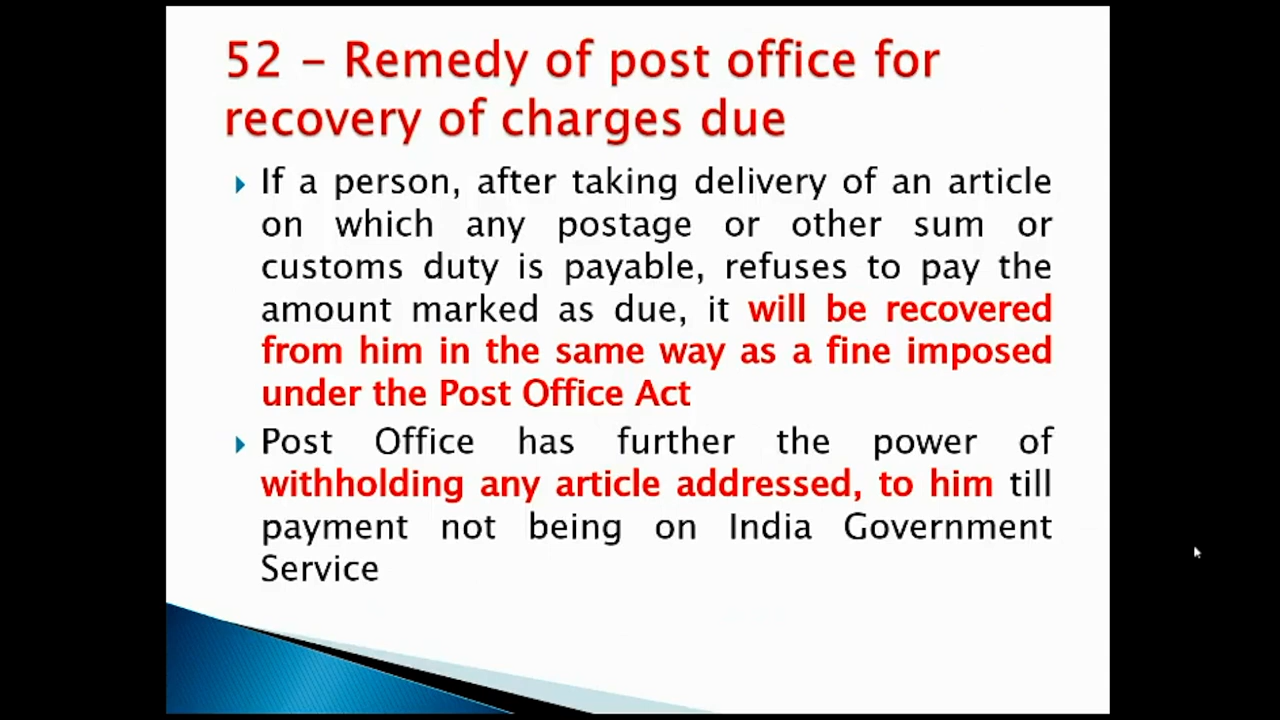 52 – Remedy of post office for
recovery of charges due
If a person, after taking delivery of an article
on which any postage or other sum or
customs duty is payable, refuses to pay the
amount marked as due, it will be recovered
from him in the same way as a fine imposed
under the Post Office Act
Post Office has further the power of
withholding any article addressed, to him till
payment not being on India Government
Service